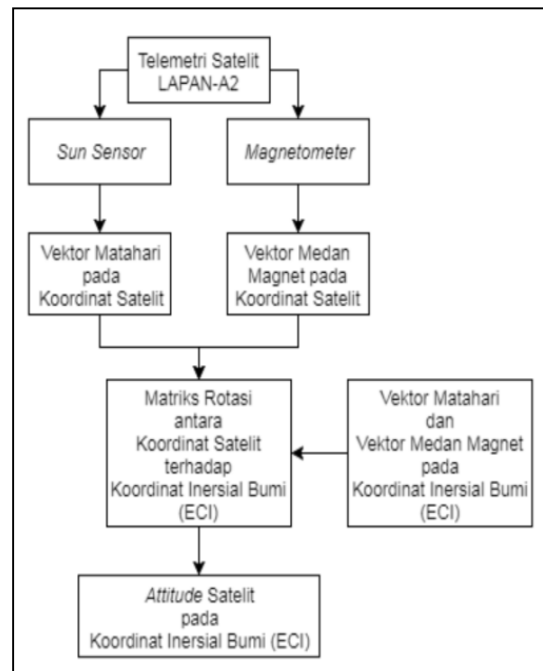 Telemetri Satelit
LAPAN-A2
Sun Sensor
Magnetometer
Vektor Matahari
pada
Koordinat Satelit
Vektor Medan
Magnet pada
Koordinat Satelit
Matriks Rotasi
antara
Koordinat Satelit
terhadap
Koordinat Inersial Bumi
(ECI)
Vektor Matahari
dan
Vektor Medan Magnet
pada
Koordinat Inersial Bumi
(ECI)
Attitude Satelit
pada
Koordinat Inersial Bumi (ECI)